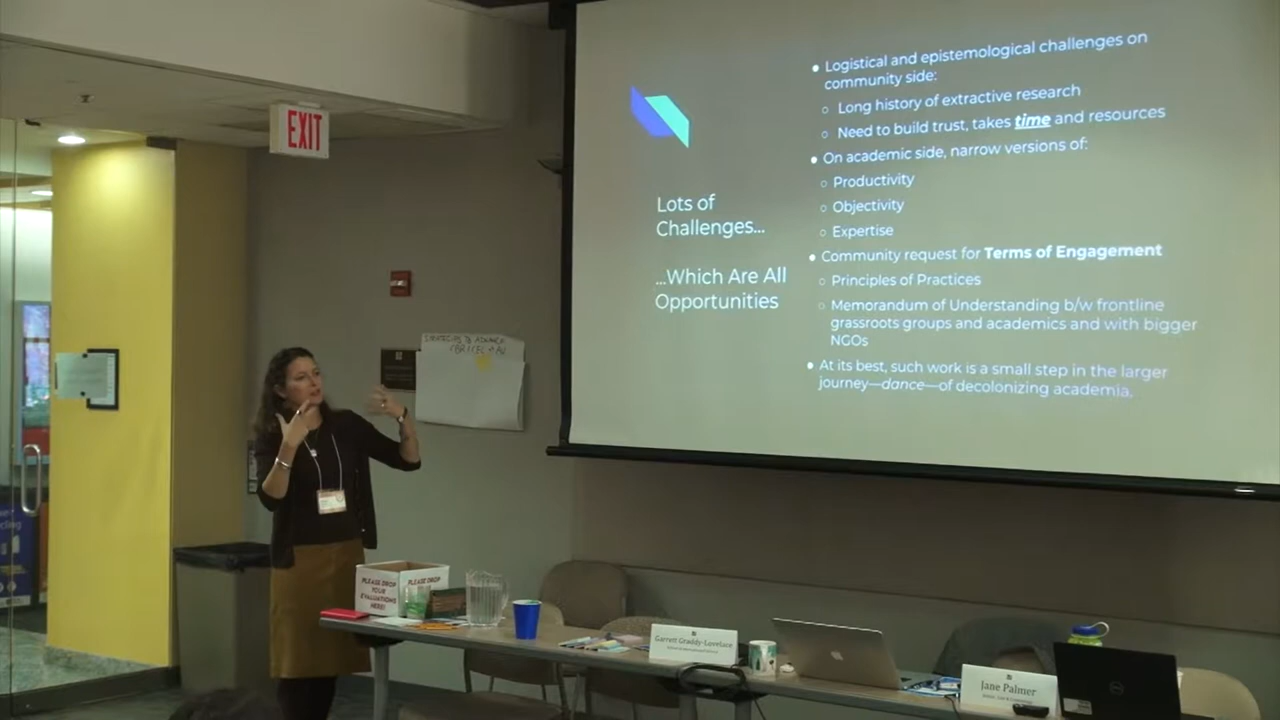 EXIT
Lots of
Challenges...
...Which Are All
Opportunities
● Logistical and epistemological challenges on
community side:
○ Long history of extractive research
○ Need to build trust, takes time and resources
● On academic side, narrow versions of:
○ Productivity
○ Objectivity
○ Expertise
● Community request for Terms of Engagement
○ Principles of Practices
○ Memorandum of Understanding b/w frontline
grassroots groups and academics and with bigger
NGOs
● At its best, such work is a small step in the larger
journey—dance—of decolonizing academia.
STRATEGIES TO ADVANCE
PLEASE DROP
YOUR
EVALUATIONS
HERE!
PLEASE DROP
Garrett Graddy-Lovelace
Jane Palmer
DELL